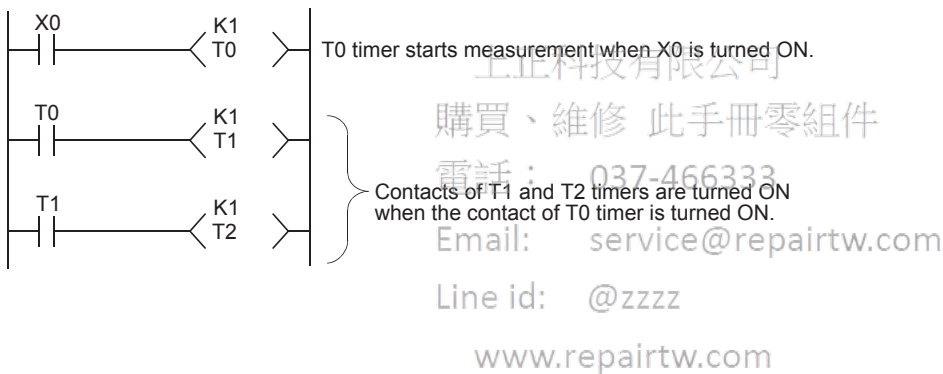 X0
K1
T0
T0 timer starts measurement when X0 is turned ON.
上正科技有限公司
T0
K1
T1
購買、維修 此手冊零組件
電話： 037-466333
Contacts of T1 and T2 timers are turned ON
when the contact of T0 timer is turned ON.
T1
K1
T2
Email: service@repairtw.com
Line id: @zzzz
www.repairtw.com